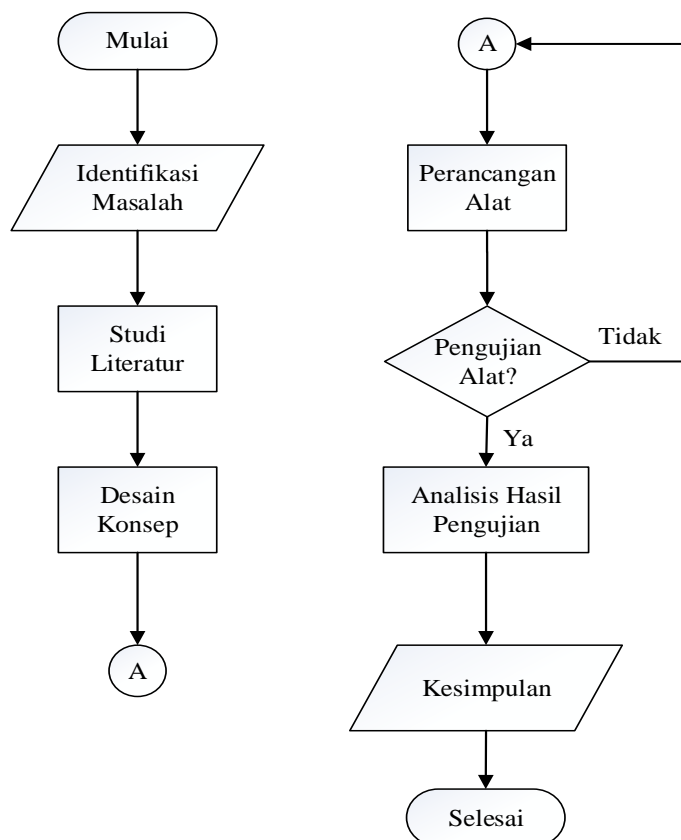 Mulai
Identifikasi
Masalah
Studi
Literatur
Desain
Konsep
A
A
Perancangan
Alat
Pengujian
Alat?
Tidak
Ya
Analisis Hasil
Pengujian
Kesimpulan
Selesai